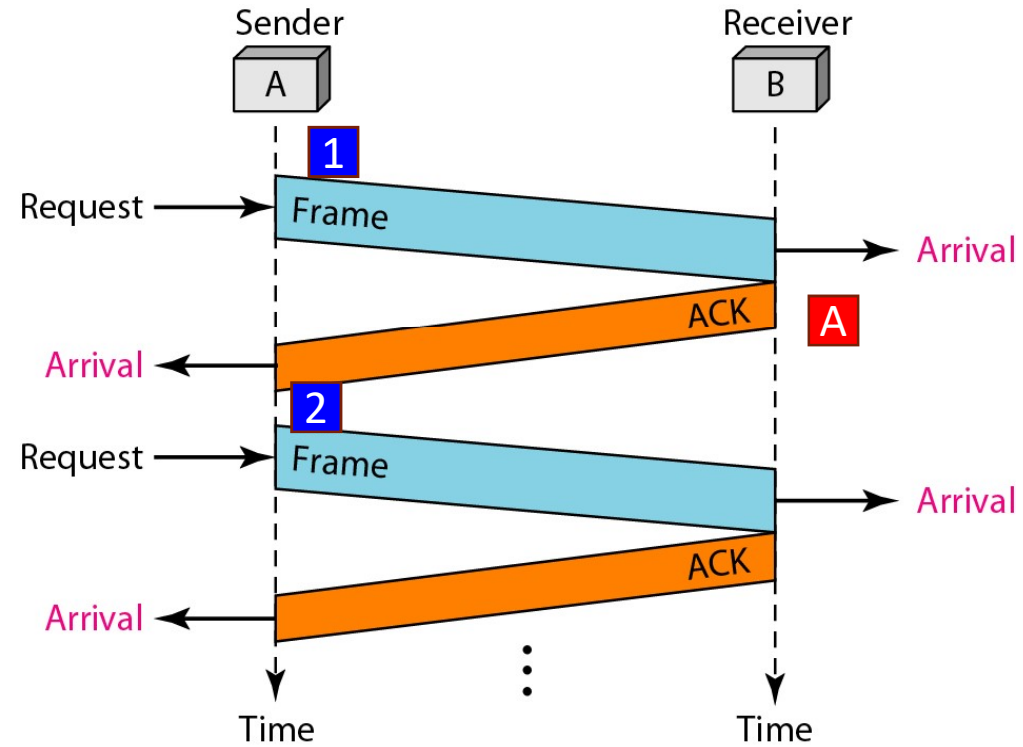 Sender
Receiver
A
B
1
Request
Frame
Arrival
ACK
A
Arrival
2
Request
Frame
Arrival
ACK
Arrival
Time
Time